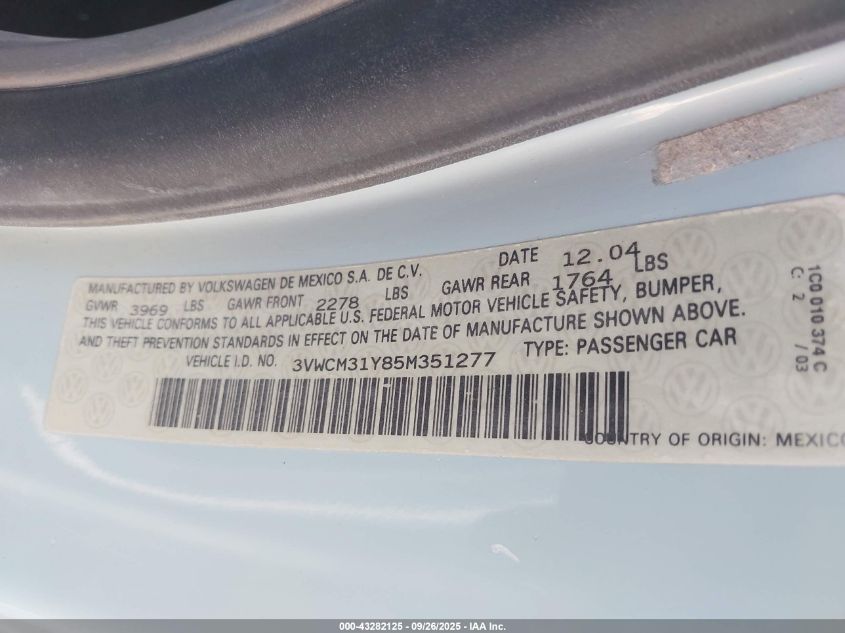 MANUFACTURED BY VOLKSWAGEN DE MEXICO S.A. DE C.V. DATE 12.04
GVWR 3969 LBS GAWR FRONT 2278 LBS GAWR REAR 1764 LBS
THIS VEHICLE CONFORMS TO ALL APPLICABLE U.S. FEDERAL MOTOR VEHICLE SAFETY, BUMPER,
AND THEFT PREVENTION STANDARDS IN EFFECT ON THE DATE OF MANUFACTURE SHOWN ABOVE.
VEHICLE I.D. NO. 3VWCM31Y85M351277 TYPE: PASSENGER CAR
COUNTRY OF ORIGIN: MEXICO
1C0 010 374 C
C 2 / 03
000-43282125 - 09/26/2025 - IAA Inc.